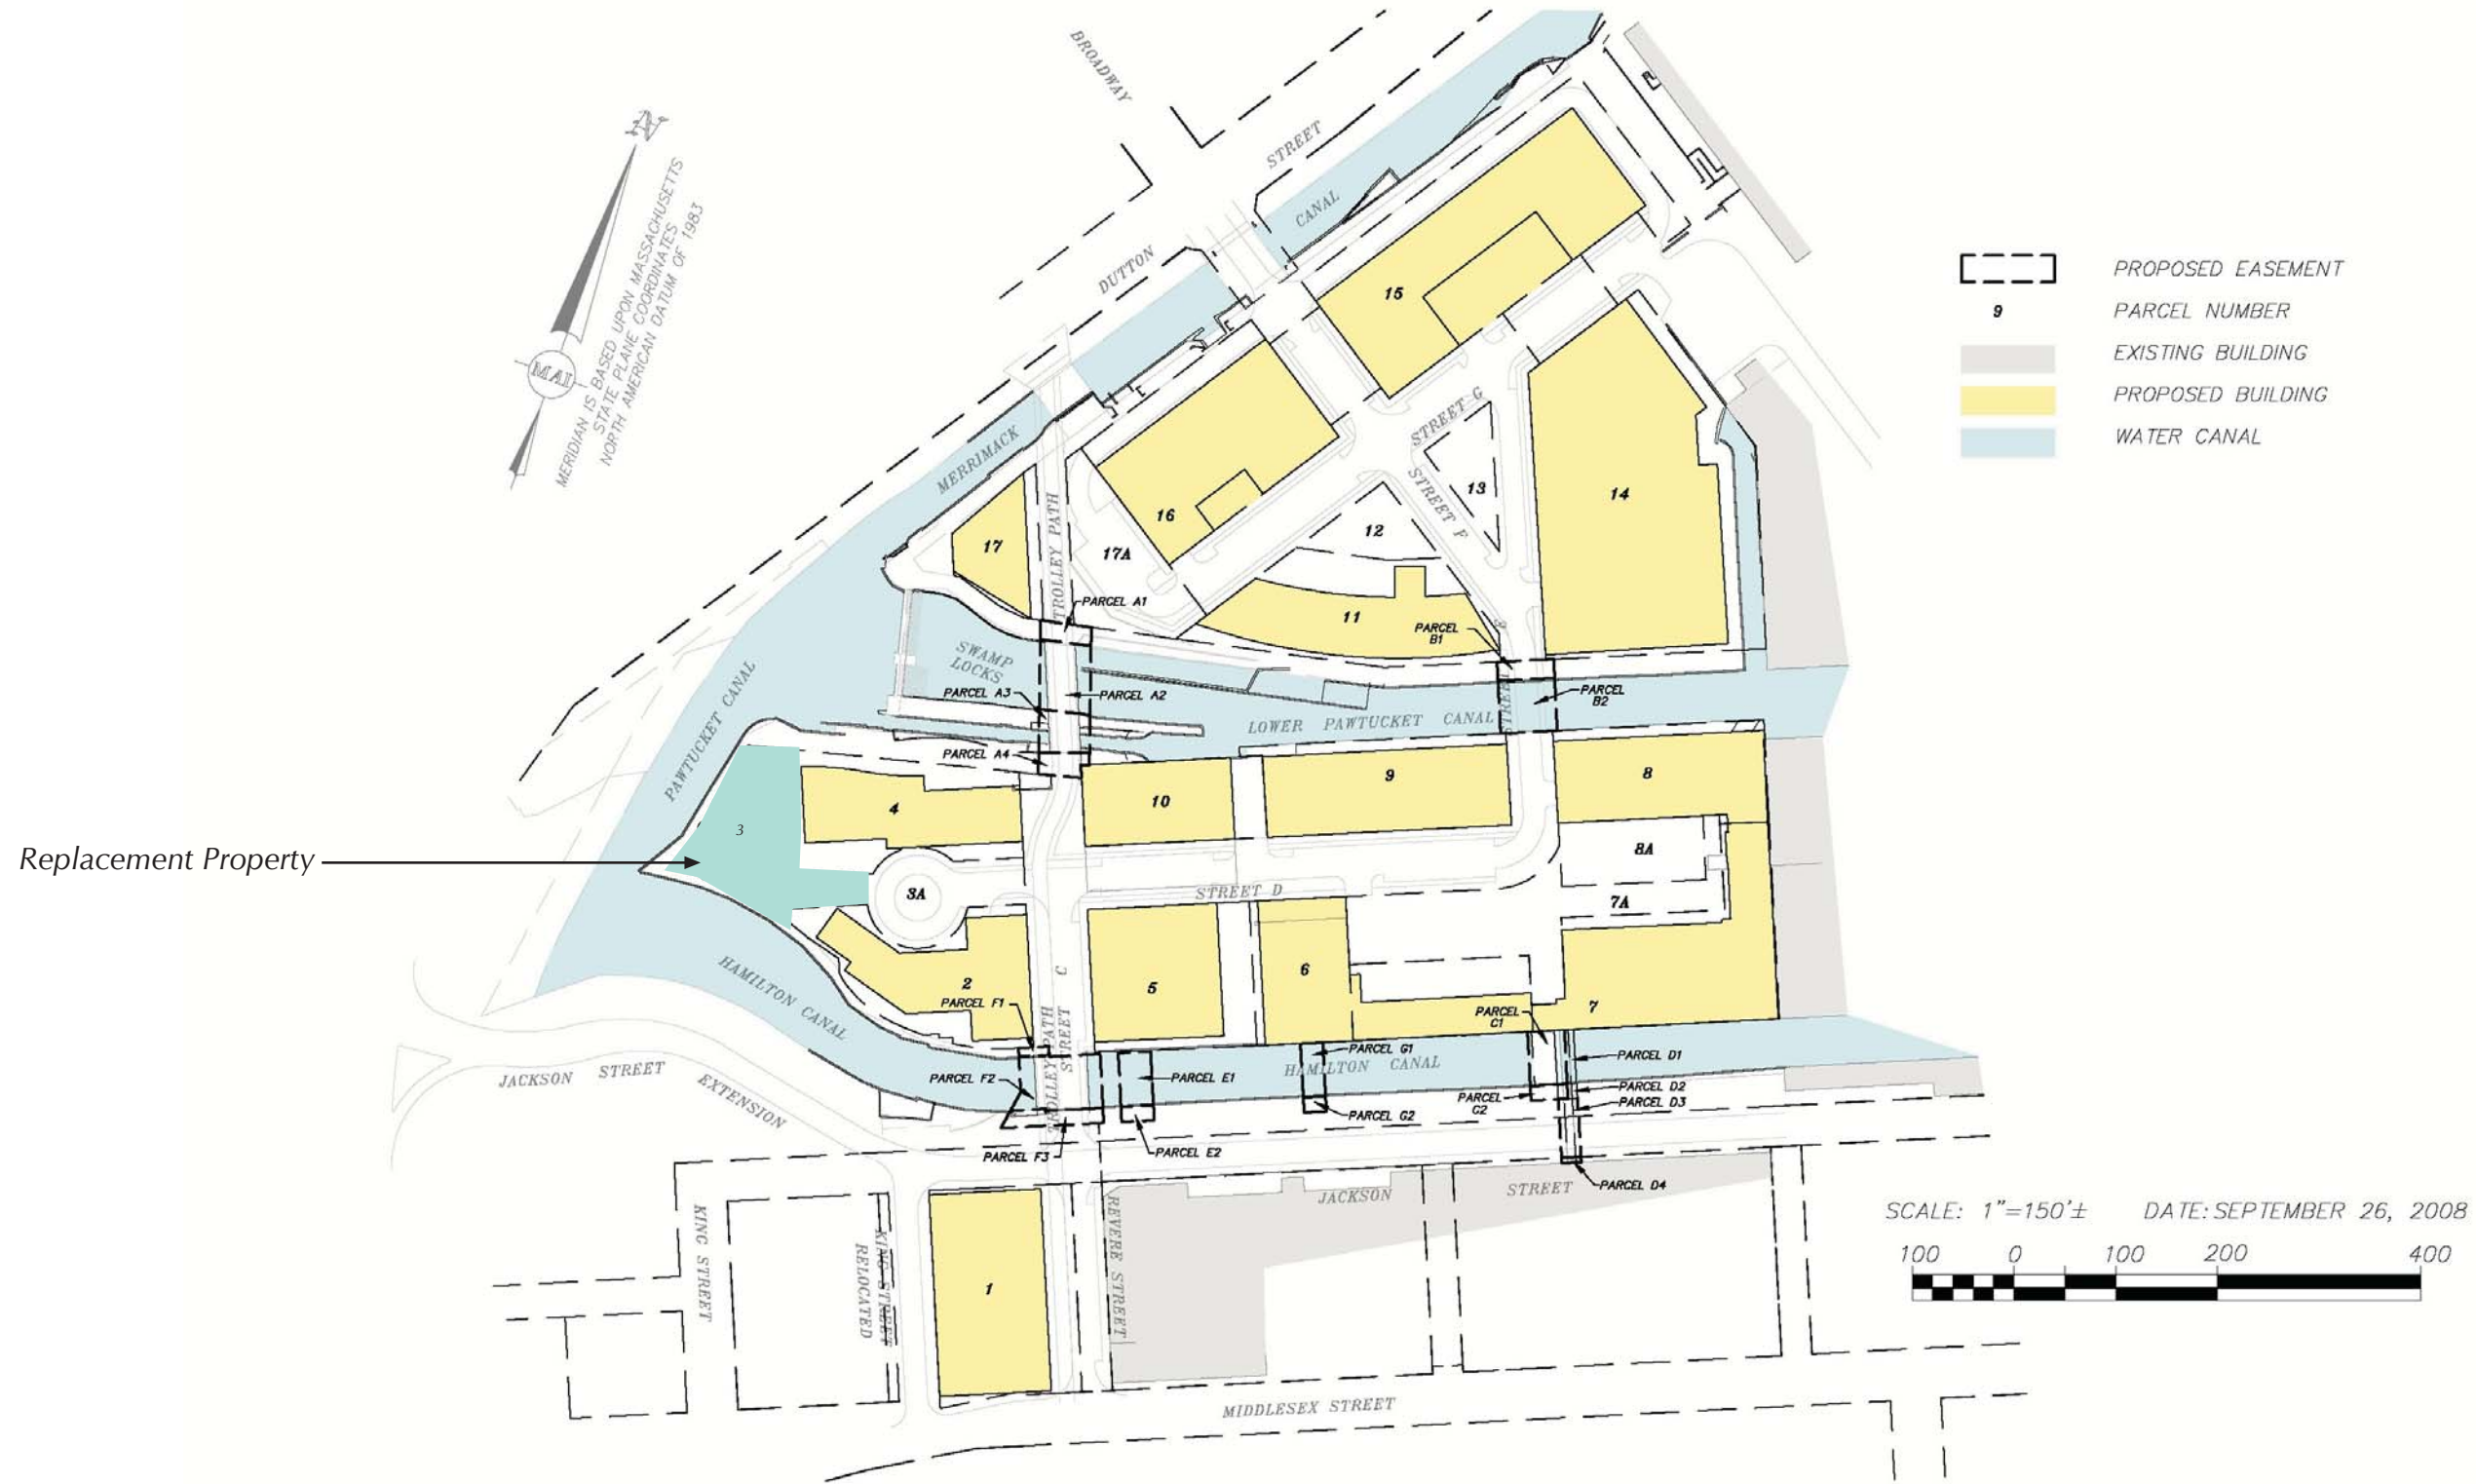 BROADWAY
DUTTON
STREET
CANAL
MERRIMACK
MERIDIAN IS BASED UPON MASSACHUSETTS
STATE PLANE COORDINATES
NORTH AMERICAN DATUM OF 1983
N
MAI
PROPOSED EASEMENT
9
PARCEL NUMBER
EXISTING BUILDING
PROPOSED BUILDING
WATER CANAL
15
STREET G
13
14
STREET F
12
16
17
TROLLEY PATH
17A
PARCEL A1
11
PARCEL
B1
STREET E
PARCEL
B2
SWAMP
LOCKS
PARCEL A3
PARCEL A2
LOWER PAWTUCKET CANAL
PARCEL A4
PAWTUCKET CANAL
Replacement Property
3
4
10
9
8
8A
3A
STREET D
7A
2
5
6
7
PARCEL F1
TROLLEY PATH
STREET C
PARCEL
C1
HAMILTON CANAL
PARCEL G1
HAMILTON CANAL
PARCEL D1
PARCEL F2
PARCEL E1
PARCEL D2
PARCEL
C2
PARCEL D3
PARCEL G2
JACKSON STREET EXTENSION
PARCEL F3
PARCEL E2
JACKSON STREET
PARCEL D4
KING STREET
KING STREET
RELOCATED
REVERE STREET
1
MIDDLESEX STREET
SCALE: 1"=150'± DATE: SEPTEMBER 26, 2008
100 0 100 200 400